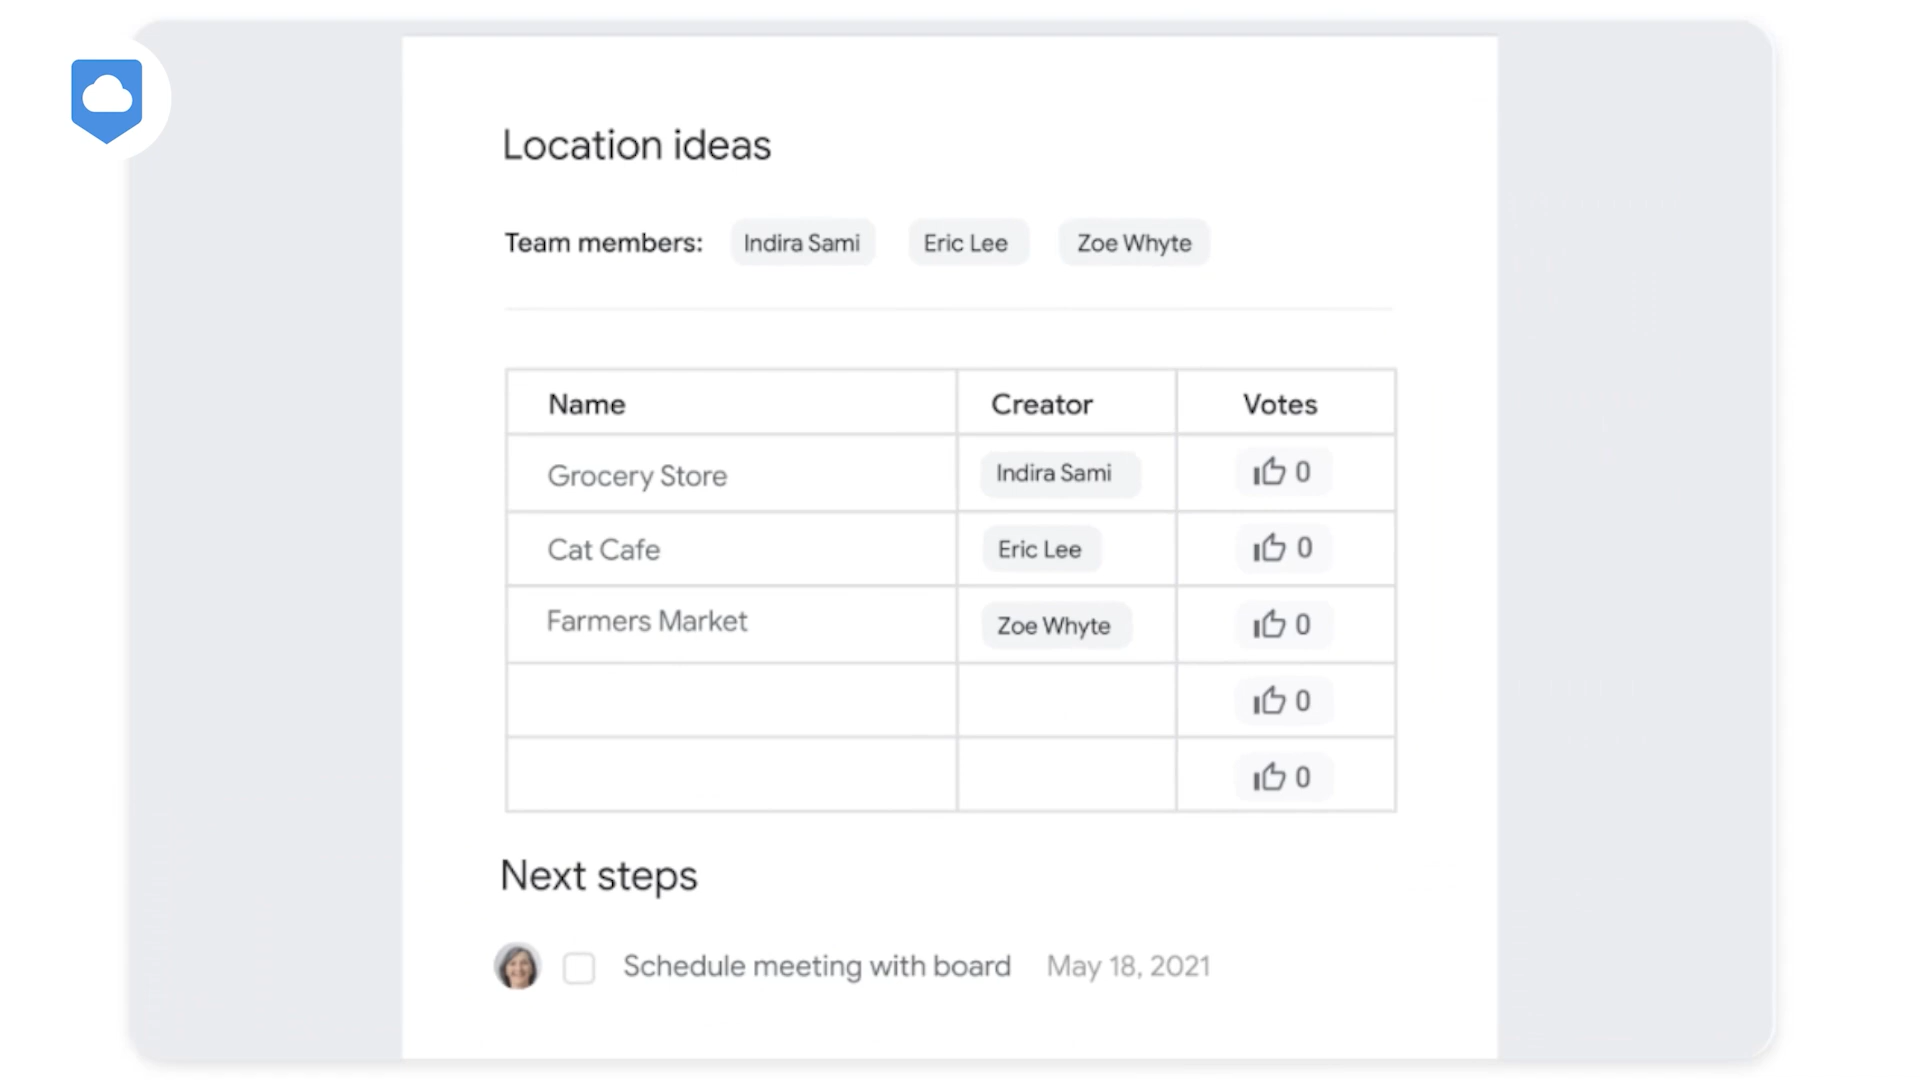 Location ideas
Team members: Indira Sami Eric Lee Zoe Whyte
Name Creator Votes
Grocery Store Indira Sami 0
Cat Cafe Eric Lee 0
Farmers Market Zoe Whyte 0
0
0
Next steps
Schedule meeting with board May 18, 2021